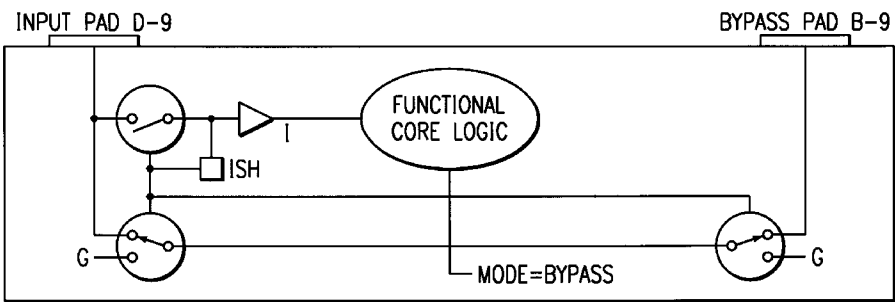 INPUT PAD D-9
BYPASS PAD B-9
FUNCTIONAL
CORE LOGIC
I
ISH
G
G
MODE=BYPASS